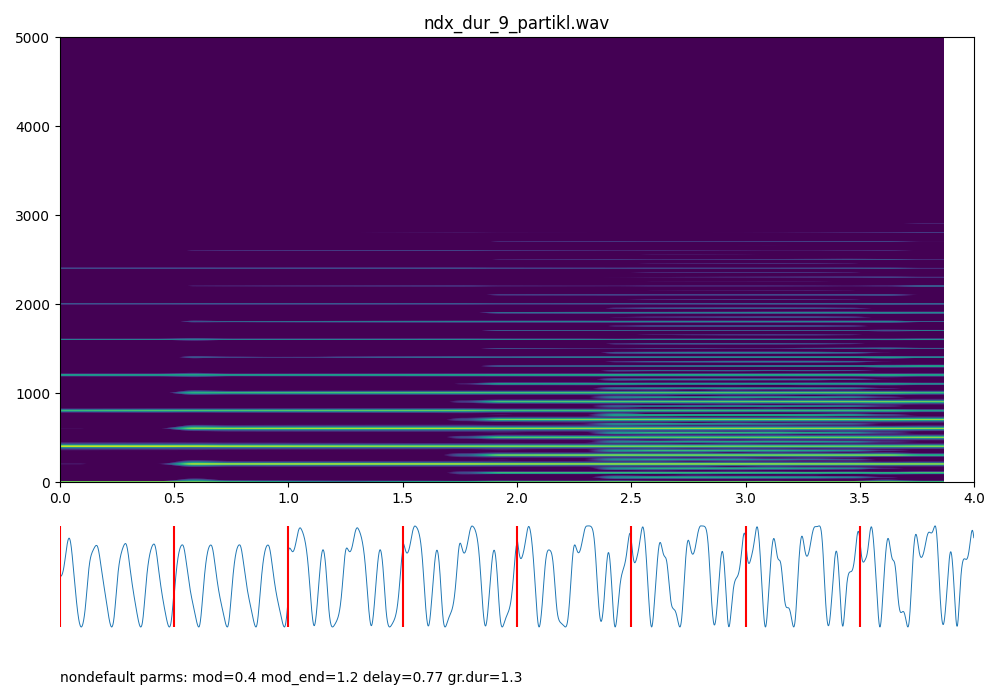 ndx_dur_9_partikl.wav
5000
4000
3000
2000
1000
0
0.0 0.5 1.0 1.5 2.0 2.5 3.0 3.5 4.0
nondefault parms: mod=0.4 mod_end=1.2 delay=0.77 gr.dur=1.3